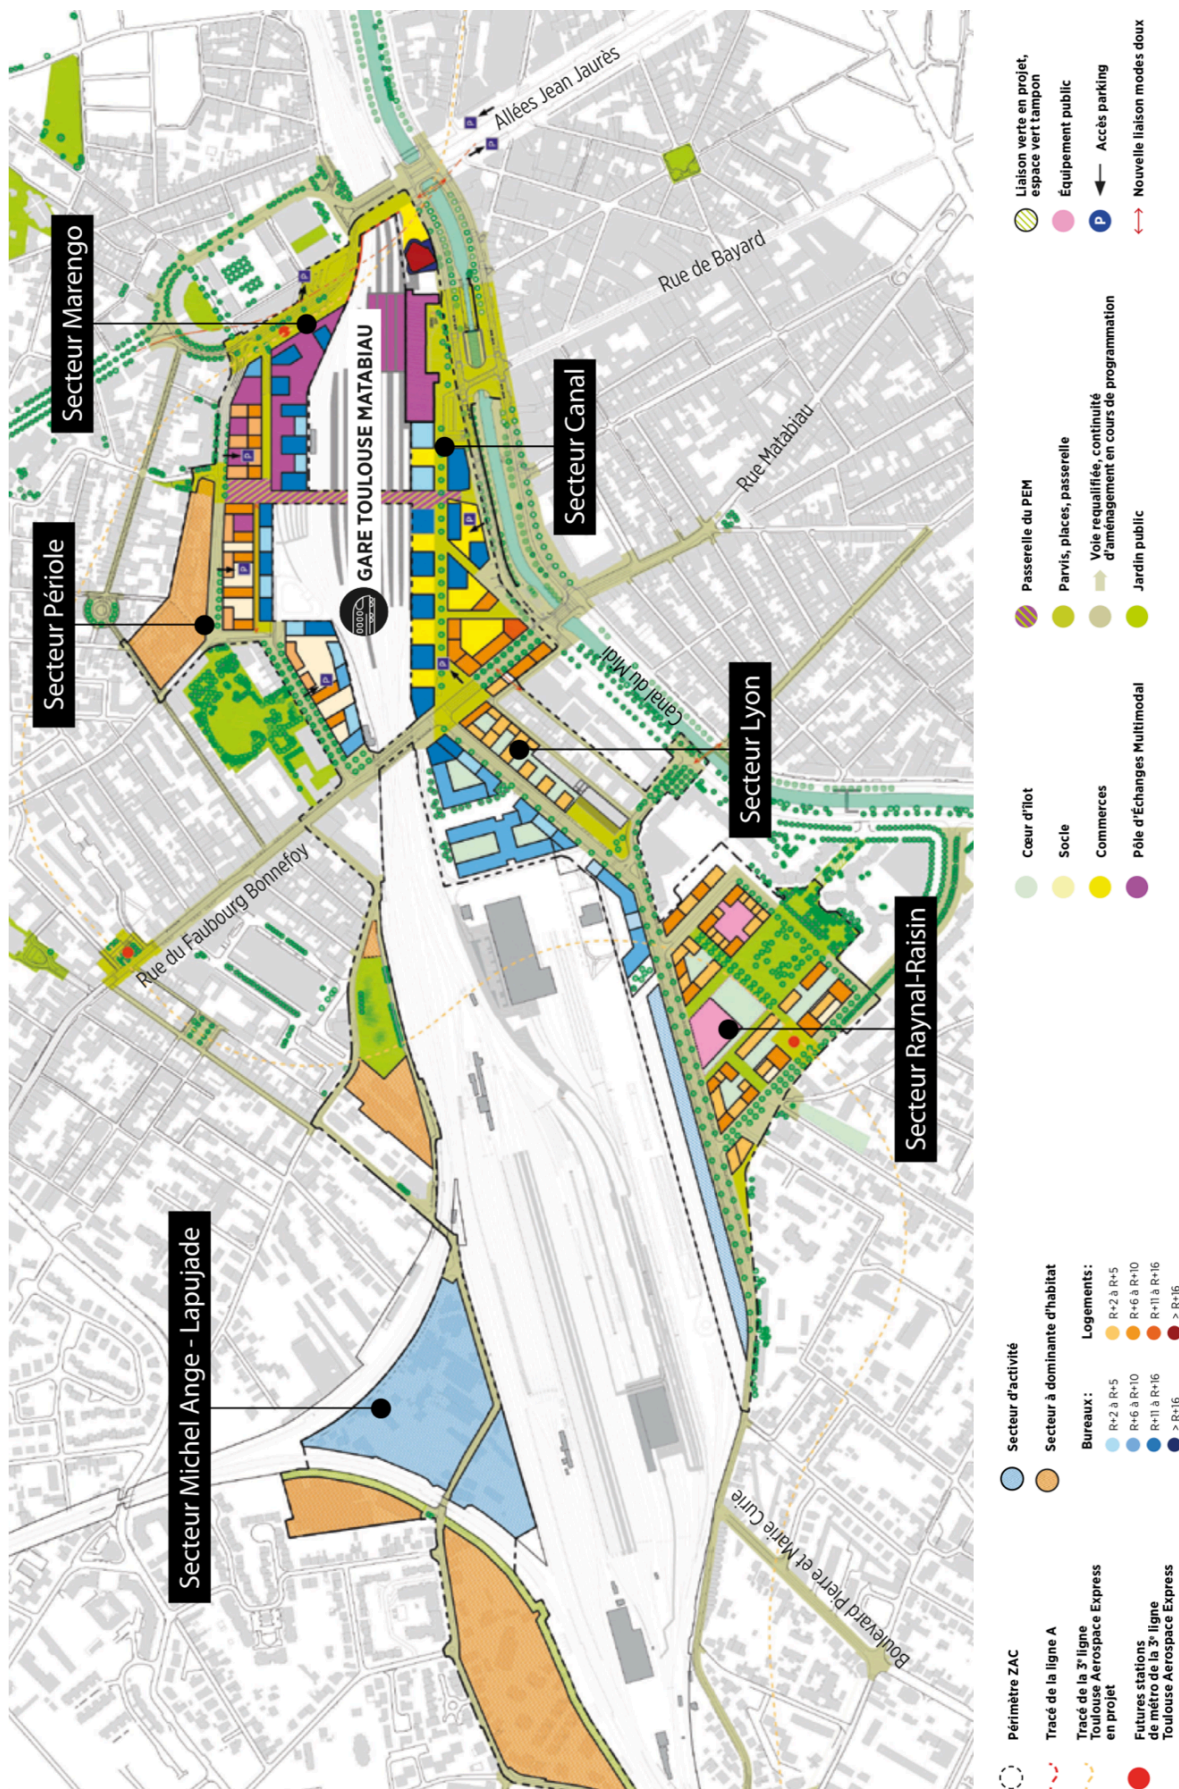 Secteur Michel Ange - Lapujade
Secteur Périole
Secteur Marengo
Rue du Faubourg Bonnefoy
GARE TOULOUSE MATABIAU
Allées Jean Jaurès
Rue de Bayard
Rue Matabiau
Canal du Midi
Secteur Canal
Secteur Lyon
Secteur Raynal-Raisin
Boulevard Pierre et Marie Curie
P
P
P
P
P
P
P
P
Périmètre ZAC
Tracé de la ligne A
Tracé de la 3e ligne
Toulouse Aerospace Express
en projet
Futures stations
de métro de la 3e ligne
Toulouse Aerospace Express
Secteur d'activité
Secteur à dominante d'habitat
Bureaux :
R+2 à R+5
R+6 à R+10
R+11 à R+16
> R+16
Logements :
R+2 à R+5
R+6 à R+10
R+11 à R+16
> R+16
Cœur d'îlot
Socle
Commerces
Pôle d'Échanges Multimodal
Passerelle du PEM
Parvis, places, passerelle
Voie requalifiée, continuité
d'aménagement en cours de programmation
Jardin public
Liaison verte en projet,
espace vert tampon
Équipement public
P
Accès parking
Nouvelle liaison modes doux